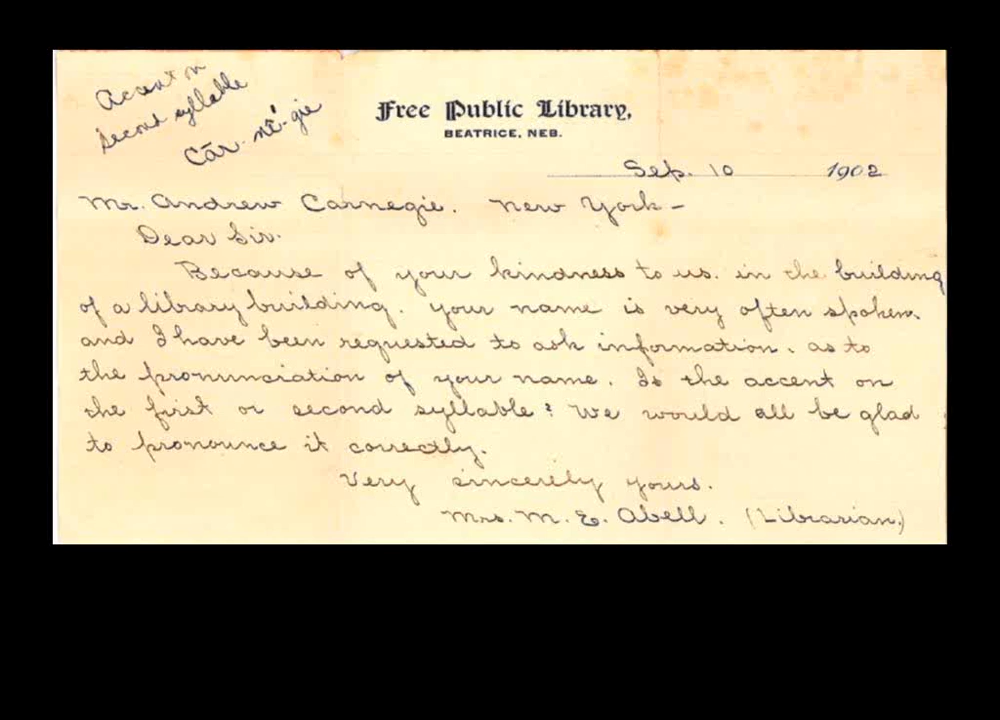 Accent on
second syllable
Cār-nĕ́-gie
Free Public Library,
BEATRICE, NEB.
Sep. 10 1902
Mr. Andrew Carnegie. New York-
Dear Sir.
Because of your kindness to us. in the building
of a library building. your name is very often spoken.
and I have been requested to ask information. as to
the pronunciation of your name. Is the accent on
the first or second syllable? We would all be glad
to pronounce it correctly.
Very sincerely yours.
Mrs. M. E. Abell. (Librarian.)